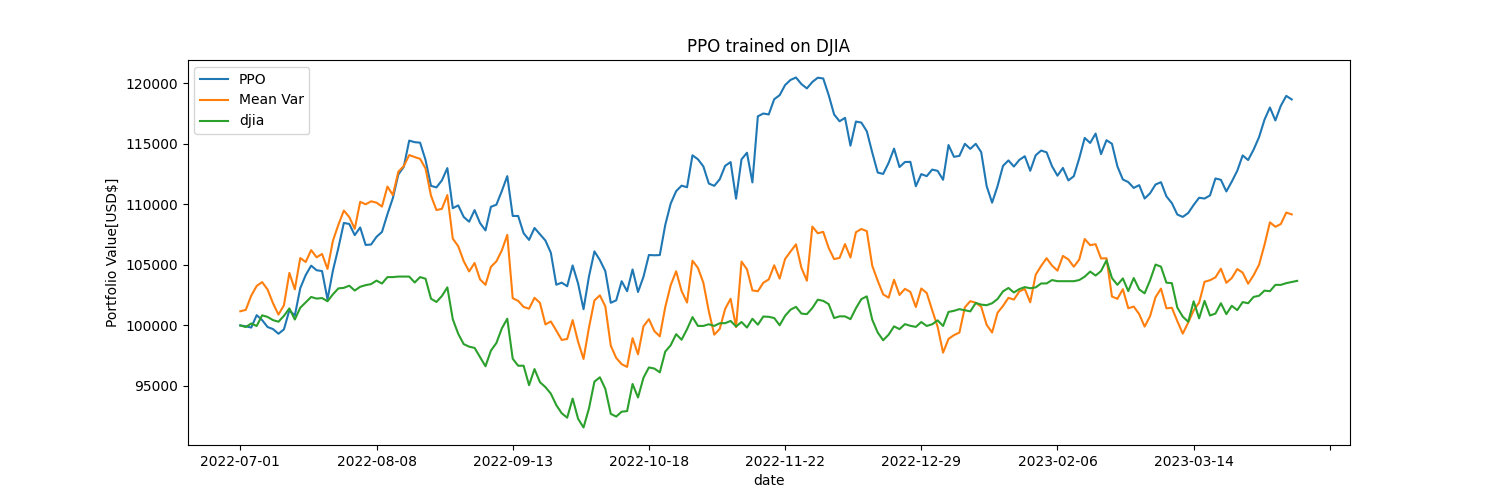 PPO trained on DJIA
PPO
Mean Var
djia
120000
115000
110000
105000
100000
95000
Portfolio Value[USD$]
2022-07-01 2022-08-08 2022-09-13 2022-10-18 2022-11-22 2022-12-29 2023-02-06 2023-03-14
date